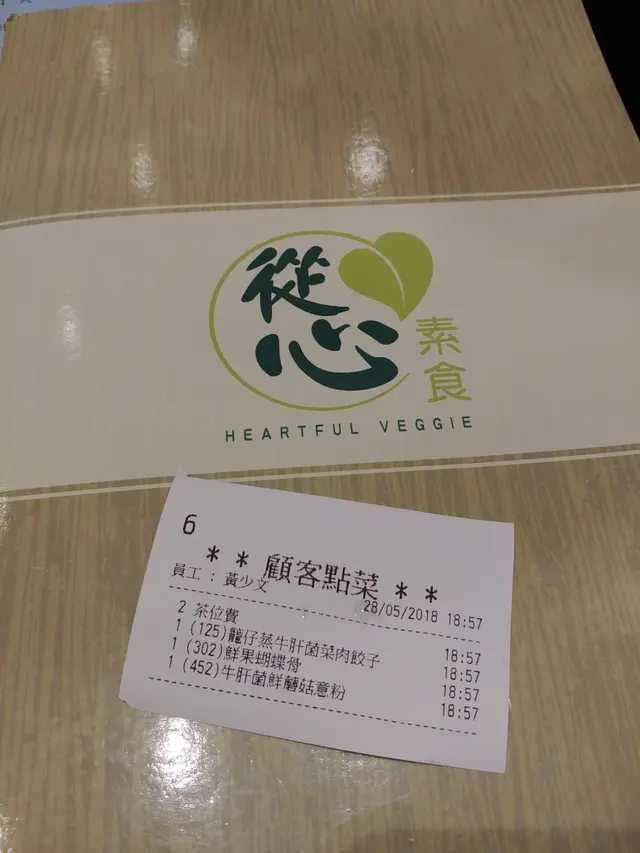 從心
素食
HEARTFUL VEGGIE
6
＊＊ 顧客點菜 ＊＊
員工：黃少文
28/05/2018 18:57
2 茶位費 18:57
1 (125)籠仔蒸牛肝菌菜肉餃子 18:57
1 (302)鮮果蝴蝶骨 18:57
1 (452)牛肝菌鮮蘑菇意粉 18:57